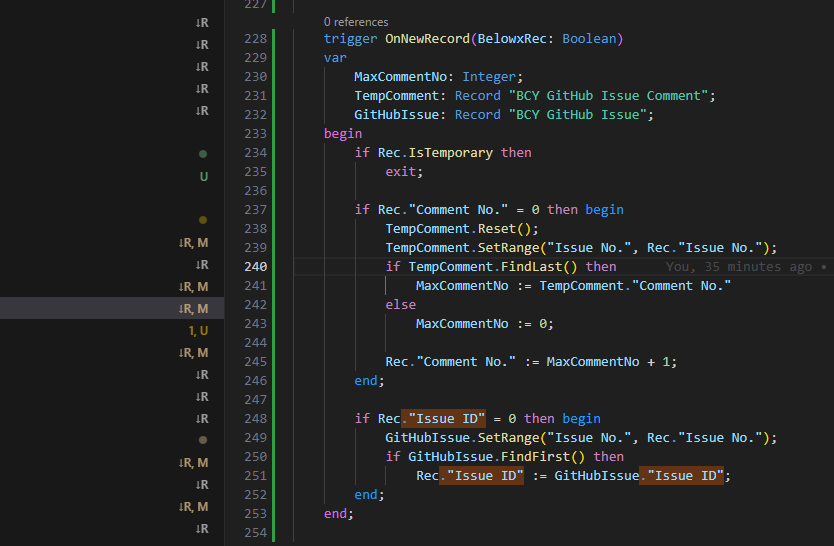 227
↓R
0 references
↓R
228 trigger OnNewRecord(BelowxRec: Boolean)
229 var
↓R
230 MaxCommentNo: Integer;
↓R
231 TempComment: Record "BCY GitHub Issue Comment";
↓R
232 GitHubIssue: Record "BCY GitHub Issue";
233 begin
234 if Rec.IsTemporary then
235 exit;
U
236
237 if Rec."Comment No." = 0 then begin
238 TempComment.Reset();
↓R, M
239 TempComment.SetRange("Issue No.", Rec."Issue No.");
↓R
240 if TempComment.FindLast() then You, 35 minutes ago •
↓R, M
241 MaxCommentNo := TempComment."Comment No."
↓R, M
242 else
1, U
243 MaxCommentNo := 0;
↓R, M
244
245 Rec."Comment No." := MaxCommentNo + 1;
↓R
246 end;
↓R
247
↓R
248 if Rec."Issue ID" = 0 then begin
249 GitHubIssue.SetRange("Issue No.", Rec."Issue No.");
↓R, M
250 if GitHubIssue.FindFirst() then
↓R
251 Rec."Issue ID" := GitHubIssue."Issue ID";
↓R, M
252 end;
253 end;
↓R
254